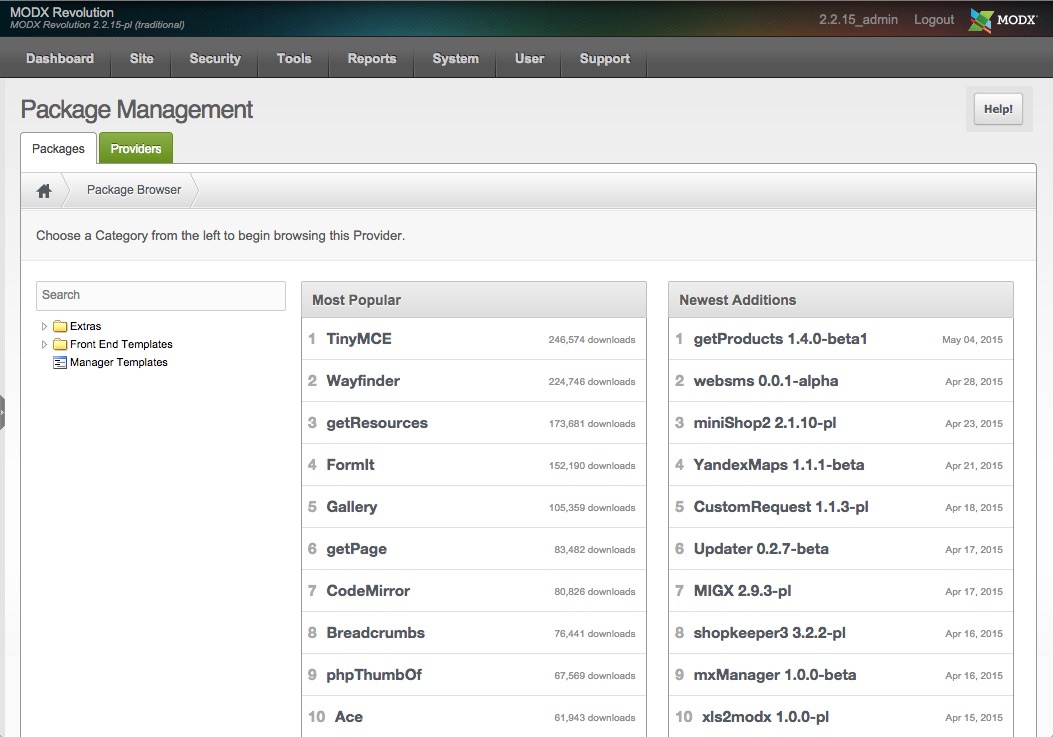 MODX Revolution
MODX Revolution 2.2.15-pl (traditional)
2.2.15_admin Logout MODX
Dashboard Site Security Tools Reports System User Support
Package Management
Help!
Packages Providers
Package Browser
Choose a Category from the left to begin browsing this Provider.
Search
Extras
Front End Templates
Manager Templates
Most Popular
1 TinyMCE 246,574 downloads
2 Wayfinder 224,746 downloads
3 getResources 173,681 downloads
4 FormIt 152,190 downloads
5 Gallery 105,359 downloads
6 getPage 83,482 downloads
7 CodeMirror 80,826 downloads
8 Breadcrumbs 76,441 downloads
9 phpThumbOf 67,569 downloads
10 Ace 61,943 downloads
Newest Additions
1 getProducts 1.4.0-beta1 May 04, 2015
2 websms 0.0.1-alpha Apr 28, 2015
3 miniShop2 2.1.10-pl Apr 23, 2015
4 YandexMaps 1.1.1-beta Apr 21, 2015
5 CustomRequest 1.1.3-pl Apr 18, 2015
6 Updater 0.2.7-beta Apr 17, 2015
7 MIGX 2.9.3-pl Apr 17, 2015
8 shopkeeper3 3.2.2-pl Apr 16, 2015
9 mxManager 1.0.0-beta Apr 16, 2015
10 xls2modx 1.0.0-pl Apr 15, 2015